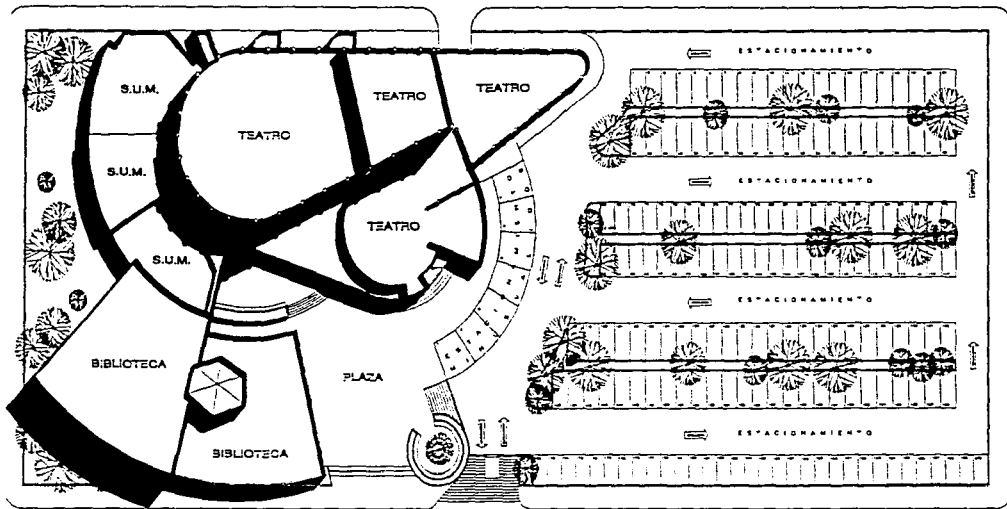 ESTACIONAMIENTO
S.U.M.
TEATRO
TEATRO
TEATRO
S.U.M.
ESTACIONAMIENTO
TEATRO
S.U.M.
ESTACIONAMIENTO
BIBLIOTECA
PLAZA
BIBLIOTECA
ESTACIONAMIENTO